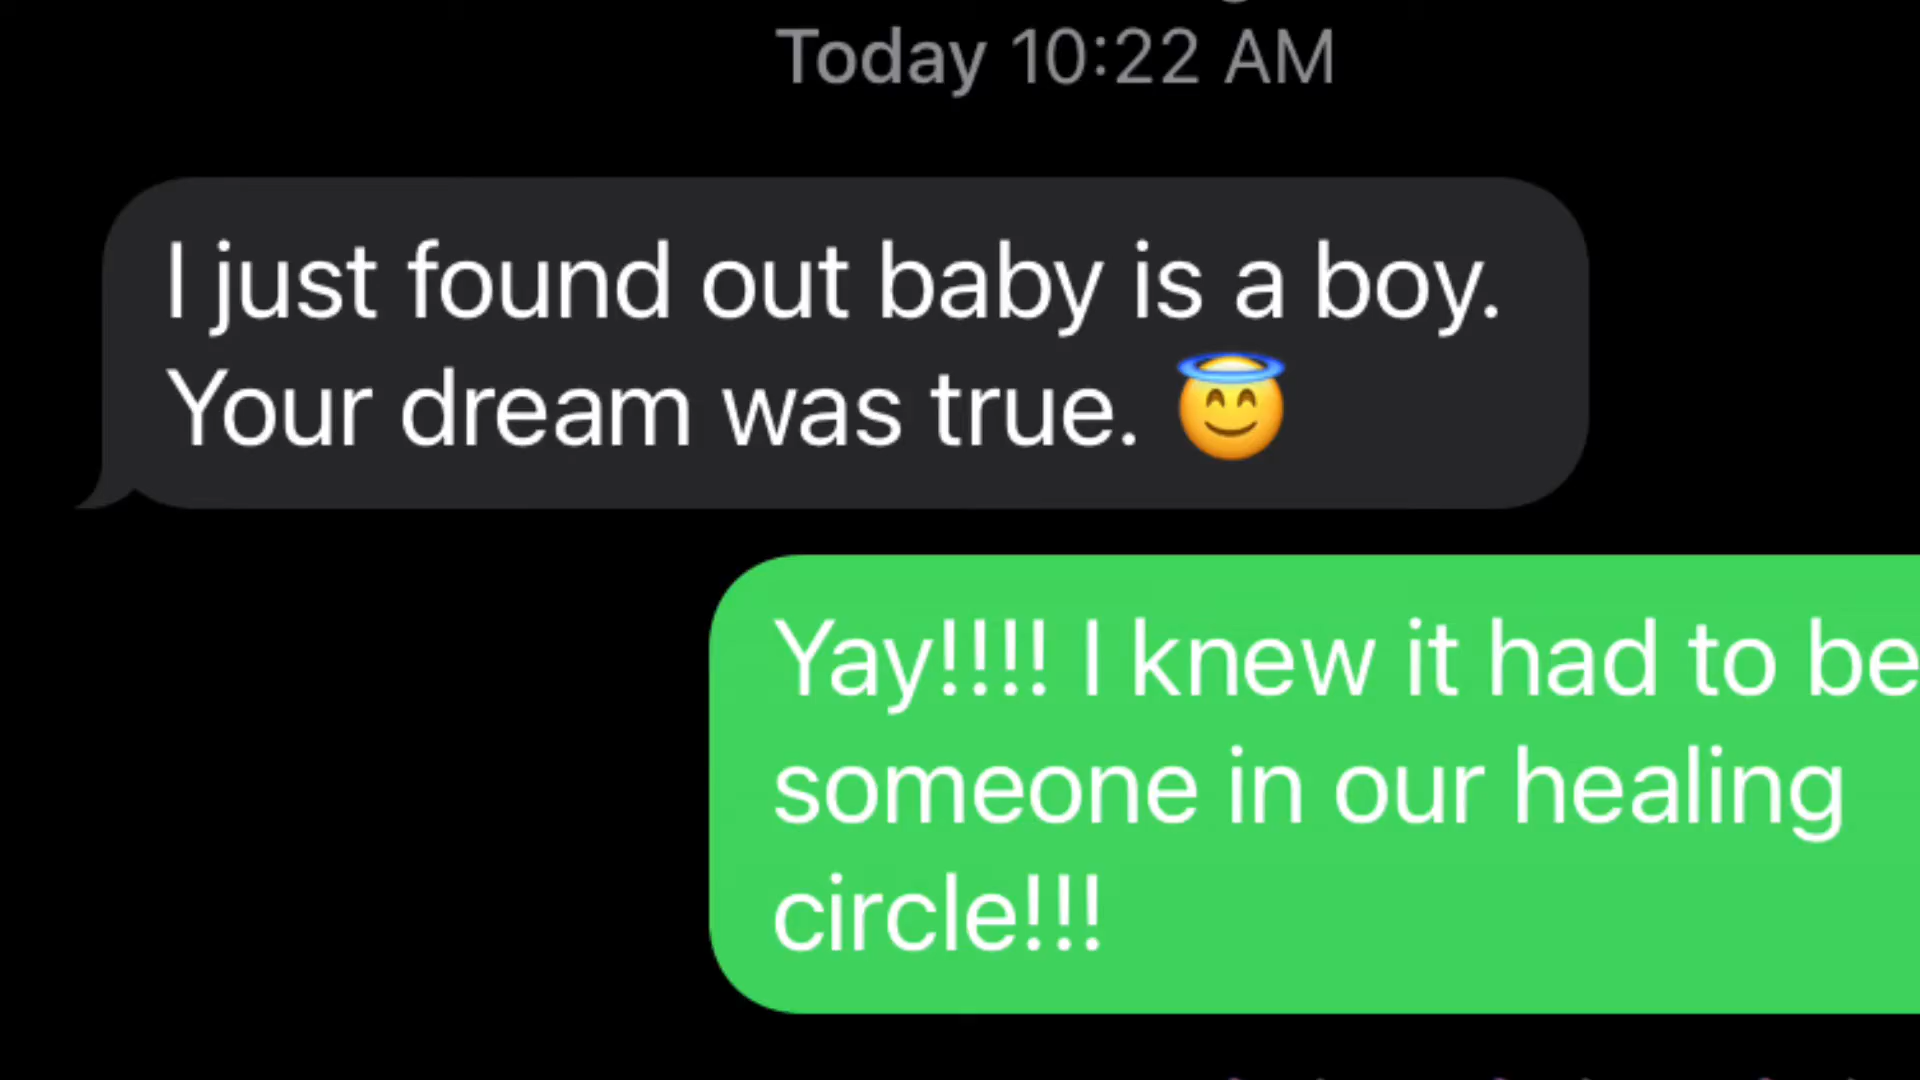 Today 10:22 AM
I just found out baby is a boy.
Your dream was true. 😇
Yay!!!! I knew it had to be
someone in our healing
circle!!!